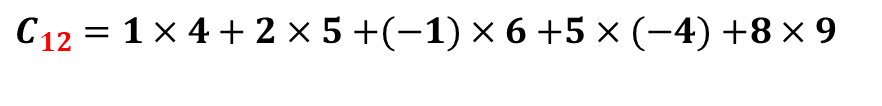 C₁₂ = 1 × 4 + 2 × 5 +(−1) × 6 +5 × (−4) +8 × 9